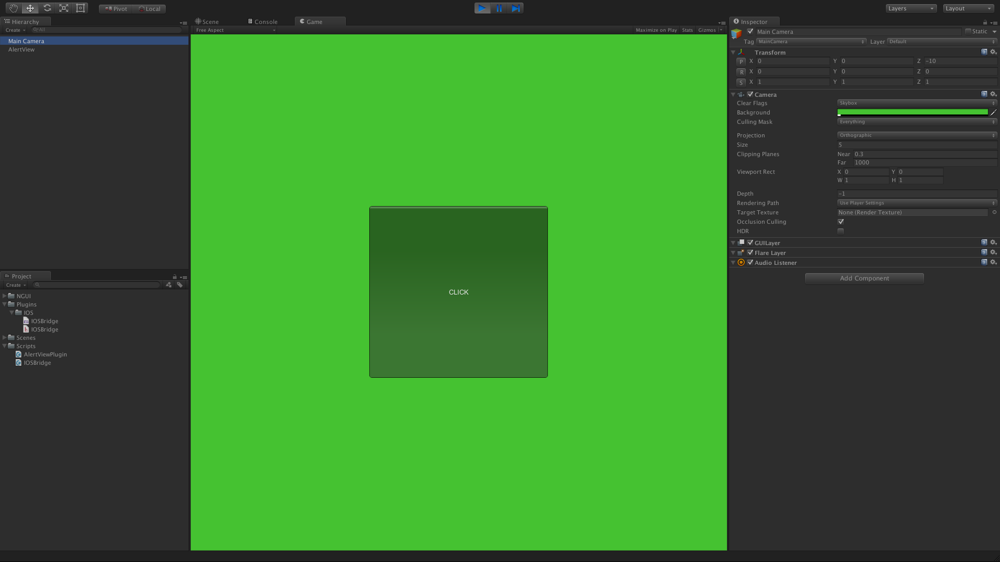 Pivot Local Layers Layout
Hierarchy Scene Console Game Inspector
Create All Free Aspect Maximize on Play Stats Gizmos
Main Camera Static
Tag MainCamera Layer Default
Main Camera
AlertView
Transform
P X 0 Y 0 Z -10
R X 0 Y 0 Z 0
S X 1 Y 1 Z 1
Camera
Clear Flags Skybox
Background
Culling Mask Everything
Projection Orthographic
Size 5
Clipping Planes Near 0.3
Far 1000
Viewport Rect X 0 Y 0
W 1 H 1
Depth -1
Rendering Path Use Player Settings
Target Texture None (Render Texture)
Occlusion Culling
HDR
GUILayer
Flare Layer
Audio Listener
Add Component
CLICK
Project
Create
NGUI
Plugins
IOS
m IOSBridge
h IOSBridge
Scenes
Scripts
AlertViewPlugin
IOSBridge